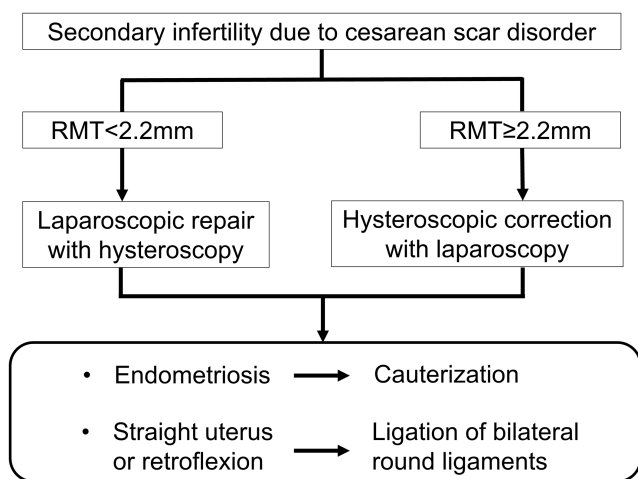 Secondary infertility due to cesarean scar disorder
RMT<2.2mm
RMT≥2.2mm
Laparoscopic repair
with hysteroscopy
Hysteroscopic correction
with laparoscopy
• Endometriosis
Cauterization
• Straight uterus
or retroflexion
Ligation of bilateral
round ligaments